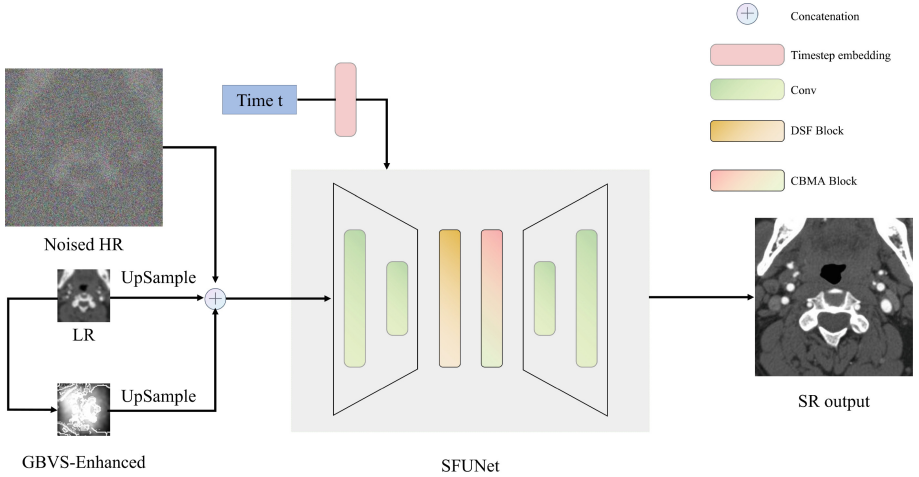 Concatenation
Timestep embedding
Time t
Conv
DSF Block
CBMA Block
Noised HR
UpSample
LR
UpSample
SR output
GBVS-Enhanced
SFUNet